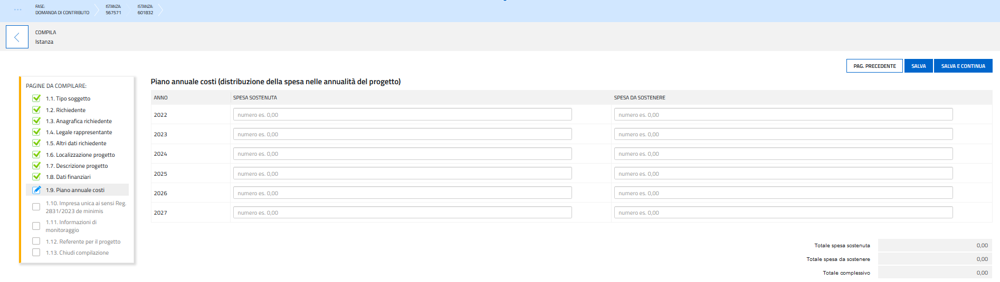 FASE:
DOMANDA DI CONTRIBUTO
ISTANZA:
567571
ISTANZA:
601832
COMPILA
Istanza
PAG. PRECEDENTE
SALVA
SALVA E CONTINUA
PAGINE DA COMPILARE:
1.1. Tipo soggetto
1.2. Richiedente
1.3. Anagrafica richiedente
1.4. Legale rappresentante
1.5. Altri dati richiedente
1.6. Localizzazione progetto
1.7. Descrizione progetto
1.8. Dati finanziari
1.9. Piano annuale costi
1.10. Impresa unica ai sensi Reg.
2831/2023 de minimis
1.11. Informazioni di
monitoraggio
1.12. Referente per il progetto
1.13. Chiudi compilazione
Piano annuale costi (distribuzione della spesa nelle annualità del progetto)
ANNO SPESA SOSTENUTA SPESA DA SOSTENERE
2022 numero es. 0,00 numero es. 0,00
2023 numero es. 0,00 numero es. 0,00
2024 numero es. 0,00 numero es. 0,00
2025 numero es. 0,00 numero es. 0,00
2026 numero es. 0,00 numero es. 0,00
2027 numero es. 0,00 numero es. 0,00
Totale spesa sostenuta 0,00
Totale spesa da sostenere 0,00
Totale complessivo 0,00